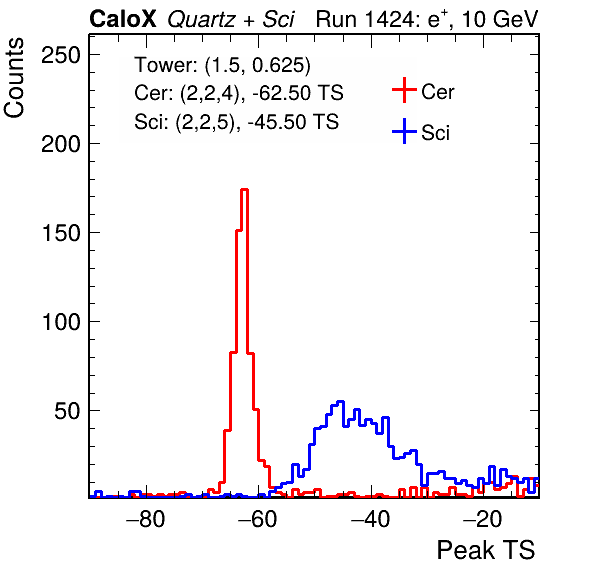 CaloX Quartz + Sci Run 1424: e⁺, 10 GeV
Tower: (1.5, 0.625)
Cer: (2,2,4), -62.50 TS
Sci: (2,2,5), -45.50 TS
Cer
Sci
Counts
250
200
150
100
50
−80 −60 −40 −20
Peak TS